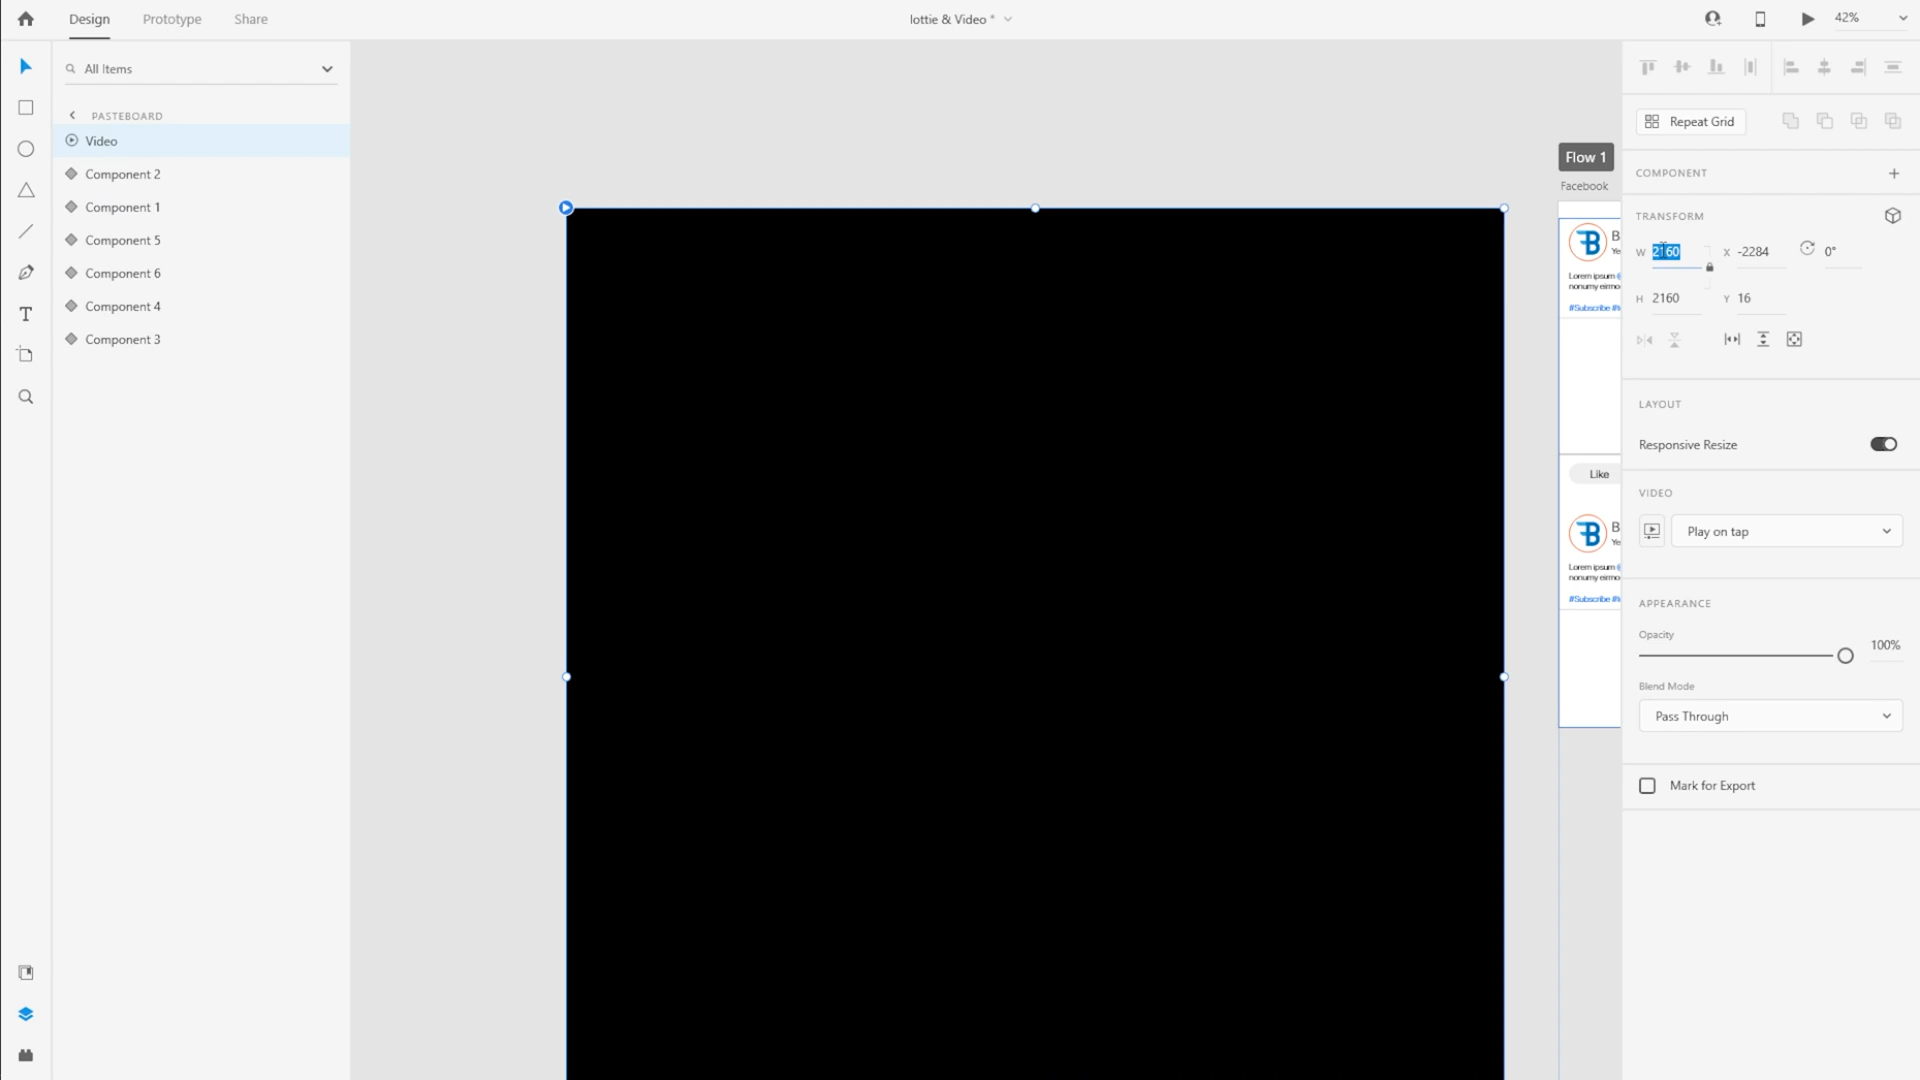 Design Prototype Share lottie & Video * 42%
All Items
PASTEBOARD
Video
Component 2
Component 1
Component 5
Component 6
Component 4
Component 3
Flow 1
Facebook
B
Lorem ipsum
nonumy eirmo
#Subscribe
Like
B
Lorem ipsum
nonumy eirmo
#Subscribe
Repeat Grid
COMPONENT
TRANSFORM
W 2160 X -2284 0°
H 2160 Y 16
LAYOUT
Responsive Resize
VIDEO
Play on tap
APPEARANCE
Opacity
100%
Blend Mode
Pass Through
Mark for Export